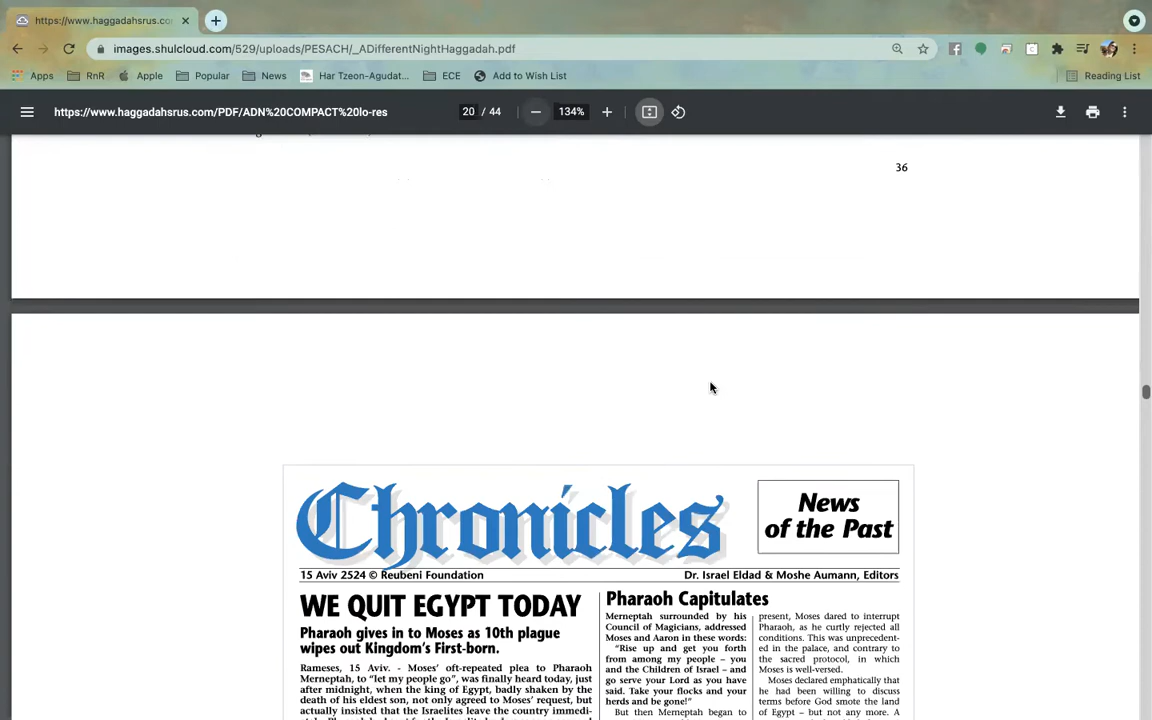 https://www.haggadahsrus.co
images.shulcloud.com/529/uploads/PESACH/_ADifferentNightHaggadah.pdf
Apps RnR Apple Popular News Har Tzeon-Agudat... ECE Add to Wish List Reading List
https://www.haggadahsrus.com/PDF/ADN%20COMPACT%20lo-res 20 / 44 134%
36
Chronicles
News
of the Past
15 Aviv 2524 © Reubeni Foundation Dr. Israel Eldad & Moshe Aumann, Editors
WE QUIT EGYPT TODAY
Pharaoh gives in to Moses as 10th plague
wipes out Kingdom's First-born.
Rameses, 15 Aviv. - Moses' oft-repeated plea to Pharaoh
Merneptah, to "let my people go", was finally heard today, just
after midnight, when the king of Egypt, badly shaken by the
death of his eldest son, not only agreed to Moses' request, but
actually insisted that the Israelites leave the country immedi-
Pharaoh Capitulates
Merneptah surrounded by his
Council of Magicians, addressed
Moses and Aaron in these words:
"Rise up and get you forth
from among my people – you
and the Children of Israel – and
go serve your Lord as you have
said. Take your flocks and your
herds and be gone!"
But then Merneptah began to
present, Moses dared to interrupt
Pharaoh, as he curtly rejected all
conditions. This was unprecedent-
ed in the palace, and contrary to
the sacred protocol, in which
Moses is well-versed.
Moses declared emphatically that
he had been willing to discuss
terms before God smote the land
of Egypt – but not any more. A